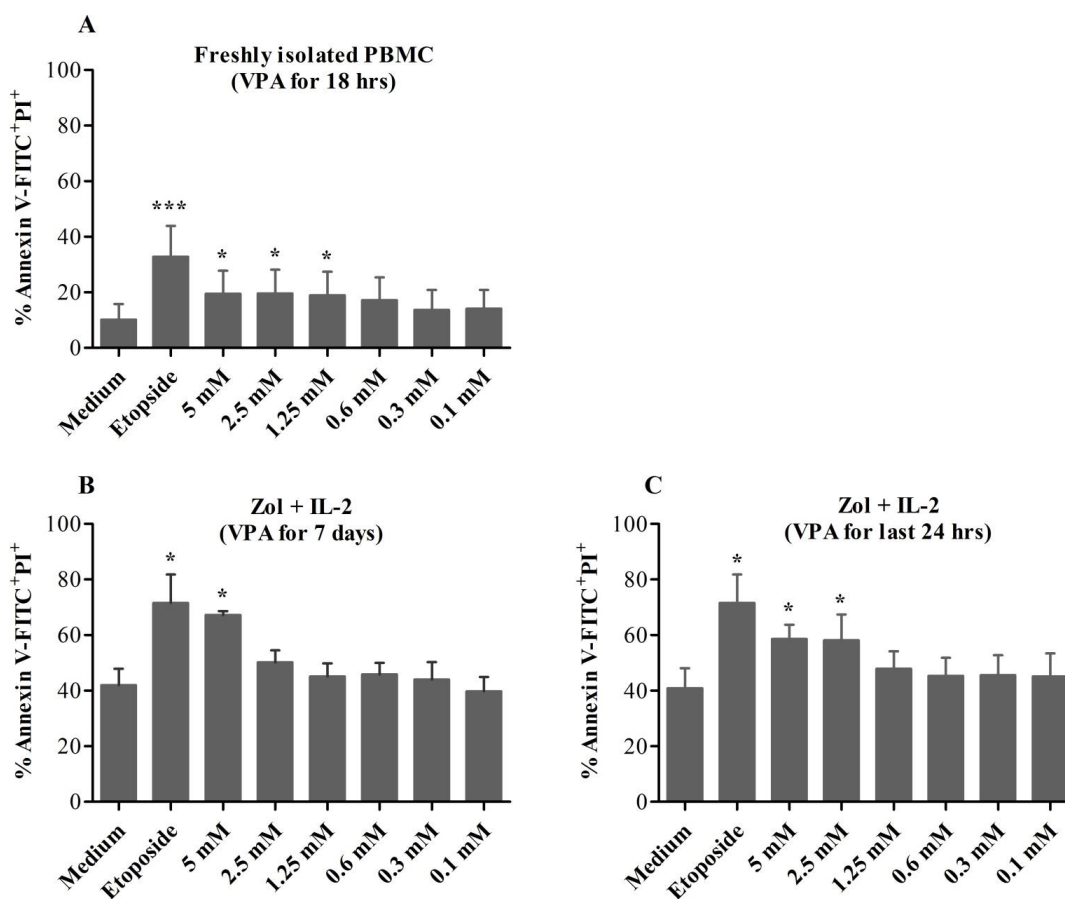 A
Freshly isolated PBMC
(VPA for 18 hrs)
% Annexin V-FITC⁺PI⁺
100
80
60
40
20
0
***
*
*
*
Medium
Etopside
5 mM
2.5 mM
1.25 mM
0.6 mM
0.3 mM
0.1 mM
B
Zol + IL-2
(VPA for 7 days)
% Annexin V-FITC⁺PI⁺
100
80
60
40
20
0
*
*
Medium
Etoposide
5 mM
2.5 mM
1.25 mM
0.6 mM
0.3 mM
0.1 mM
C
Zol + IL-2
(VPA for last 24 hrs)
% Annexin V-FITC⁺PI⁺
100
80
60
40
20
0
*
*
*
Medium
Etoposide
5 mM
2.5 mM
1.25 mM
0.6 mM
0.3 mM
0.1 mM